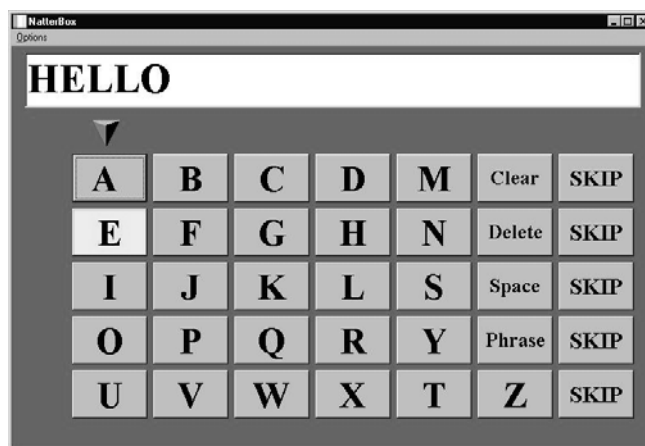 NatterBox
Options
HELLO
A B C D M Clear SKIP
E F G H N Delete SKIP
I J K L S Space SKIP
O P Q R Y Phrase SKIP
U V W X T Z SKIP